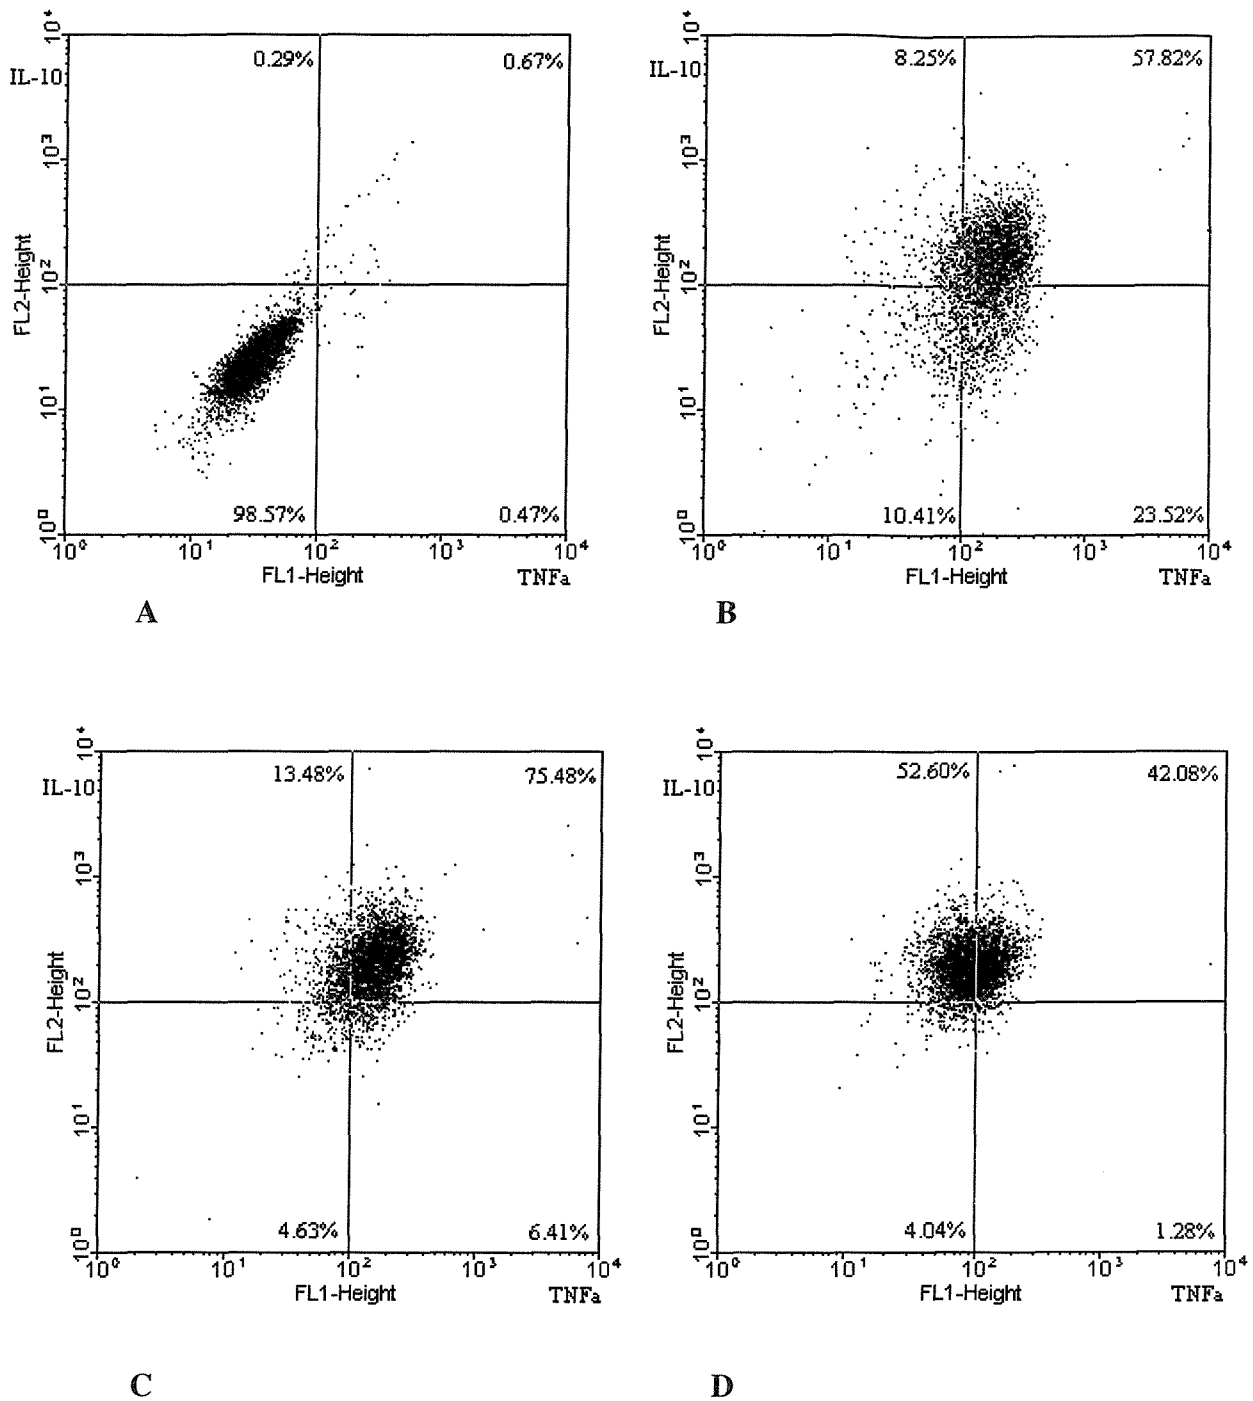 10⁴
IL-10
0.29%
0.67%
10³
FL2-Height
10²
10¹
98.57%
0.47%
10⁰
10⁰ 10¹ 10² 10³ 10⁴
FL1-Height
TNFa
A
10⁴
IL-10
8.25%
57.82%
10³
FL2-Height
10²
10¹
10.41%
23.52%
10⁰
10⁰ 10¹ 10² 10³ 10⁴
FL1-Height
TNFa
B
10⁴
IL-10
13.48%
75.48%
10³
FL2-Height
10²
10¹
4.63%
6.41%
10⁰
10⁰ 10¹ 10² 10³ 10⁴
FL1-Height
TNFa
C
10⁴
IL-10
52.60%
42.08%
10³
FL2-Height
10²
10¹
4.04%
1.28%
10⁰
10⁰ 10¹ 10² 10³ 10⁴
FL1-Height
TNFa
D